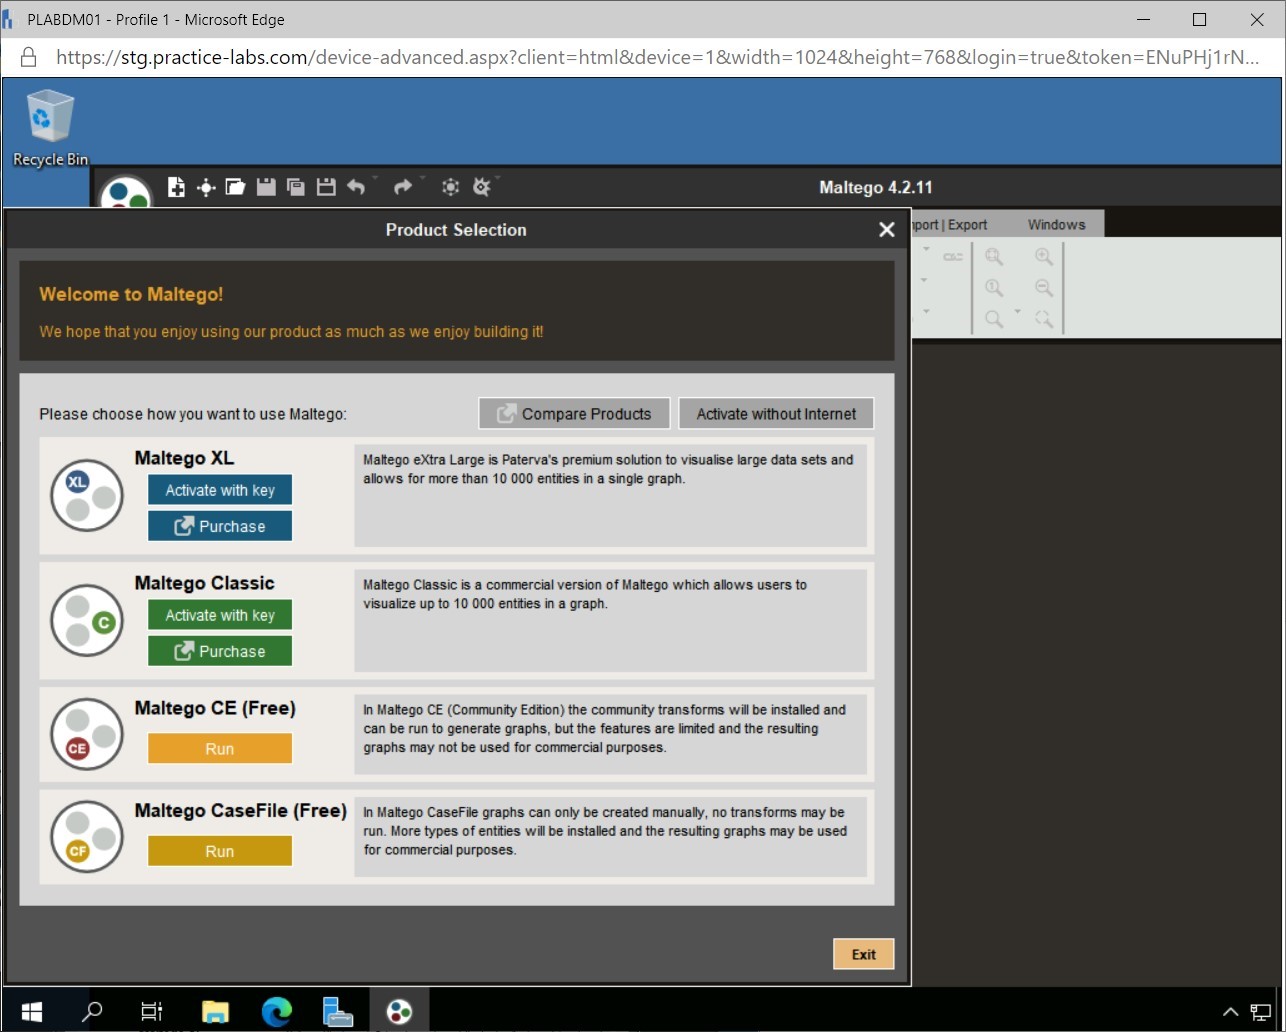 PLABDM01 - Profile 1 - Microsoft Edge
https://stg.practice-labs.com/device-advanced.aspx?client=html&device=1&width=1024&height=768&login=true&token=ENuPHj1rN...
Recycle Bin
Maltego 4.2.11
Product Selection
port | Export
Windows
Welcome to Maltego!
We hope that you enjoy using our product as much as we enjoy building it!
Please choose how you want to use Maltego:
Compare Products
Activate without Internet
XL
Maltego XL
Activate with key
Purchase
Maltego eXtra Large is Paterva's premium solution to visualise large data sets and
allows for more than 10 000 entities in a single graph.
C
Maltego Classic
Activate with key
Purchase
Maltego Classic is a commercial version of Maltego which allows users to
visualize up to 10 000 entities in a graph.
CE
Maltego CE (Free)
Run
In Maltego CE (Community Edition) the community transforms will be installed and
can be run to generate graphs, but the features are limited and the resulting
graphs may not be used for commercial purposes.
CF
Maltego CaseFile (Free)
Run
In Maltego CaseFile graphs can only be created manually, no transforms may be
run. More types of entities will be installed and the resulting graphs may be used
for commercial purposes.
Exit